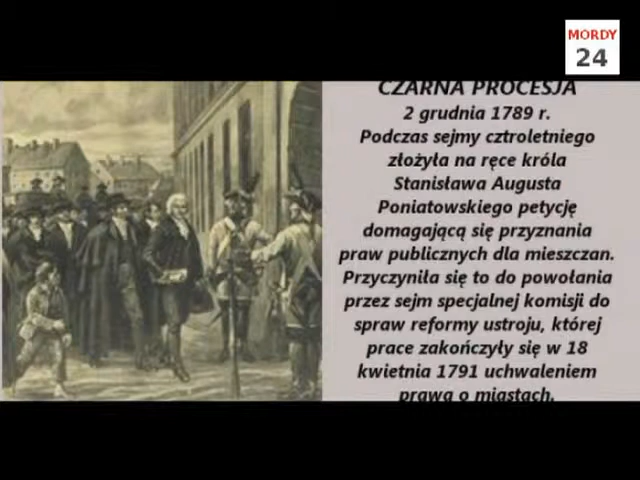 MORDY
24
CZARNA PROCESJA
2 grudnia 1789 r.
Podczas sejmy cztroletniego
złożyła na ręce króla
Stanisława Augusta
Poniatowskiego petycję
domagającą się przyznania
praw publicznych dla mieszczan.
Przyczyniła się to do powołania
przez sejm specjalnej komisji do
spraw reformy ustroju, której
prace zakończyły się w 18
kwietnia 1791 uchwaleniem
prawa o miastach.